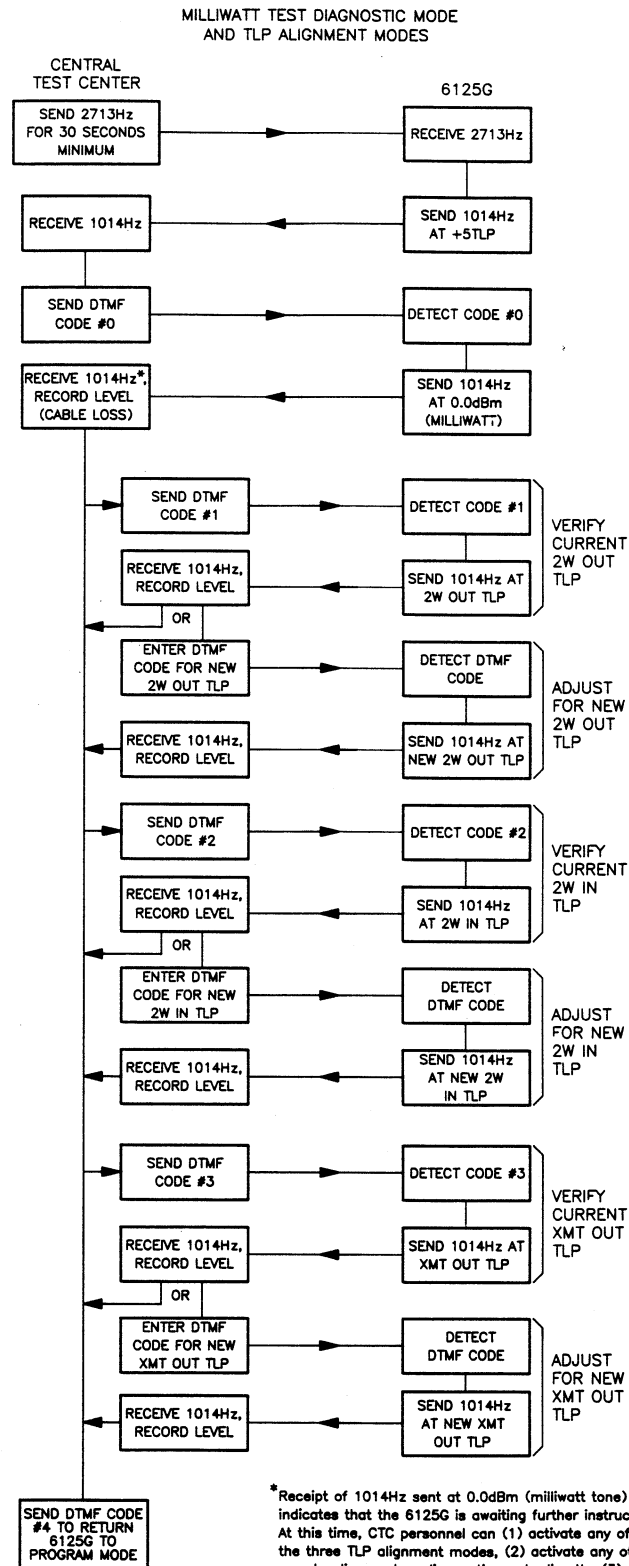 MILLIWATT TEST DIAGNOSTIC MODE
AND TLP ALIGNMENT MODES
CENTRAL
TEST CENTER
6125G
SEND 2713Hz
FOR 30 SECONDS
MINIMUM
RECEIVE 2713Hz
RECEIVE 1014Hz
SEND 1014Hz
AT +5TLP
SEND DTMF
CODE #0
DETECT CODE #0
RECEIVE 1014Hz*,
RECORD LEVEL
(CABLE LOSS)
SEND 1014Hz
AT 0.0dBm
(MILLIWATT)
SEND DTMF
CODE #1
DETECT CODE #1
RECEIVE 1014Hz,
RECORD LEVEL
SEND 1014Hz AT
2W OUT TLP
VERIFY
CURRENT
2W OUT
TLP
OR
ENTER DTMF
CODE FOR NEW
2W OUT TLP
DETECT DTMF
CODE
RECEIVE 1014Hz,
RECORD LEVEL
SEND 1014Hz AT
NEW 2W OUT TLP
ADJUST
FOR NEW
2W OUT
TLP
SEND DTMF
CODE #2
DETECT CODE #2
RECEIVE 1014Hz,
RECORD LEVEL
SEND 1014Hz
AT 2W IN TLP
VERIFY
CURRENT
2W IN
TLP
OR
ENTER DTMF
CODE FOR NEW
2W IN TLP
DETECT
DTMF CODE
RECEIVE 1014Hz,
RECORD LEVEL
SEND 1014Hz
AT NEW 2W
IN TLP
ADJUST
FOR NEW
2W IN
TLP
SEND DTMF
CODE #3
DETECT CODE #3
RECEIVE 1014Hz,
RECORD LEVEL
SEND 1014Hz AT
XMT OUT TLP
VERIFY
CURRENT
XMT OUT
TLP
OR
ENTER DTMF
CODE FOR NEW
XMT OUT TLP
DETECT
DTMF CODE
RECEIVE 1014Hz,
RECORD LEVEL
SEND 1014Hz
AT NEW XMT
OUT TLP
ADJUST
FOR NEW
XMT OUT
TLP
SEND DTMF CODE
#4 TO RETURN
6125G TO
PROGRAM MODE
*Receipt of 1014Hz sent at 0.0dBm (milliwatt tone)
indicates that the 6125G is awaiting further instruc
At this time, CTC personnel can (1) activate any of
the three TLP alignment modes, (2) activate any of